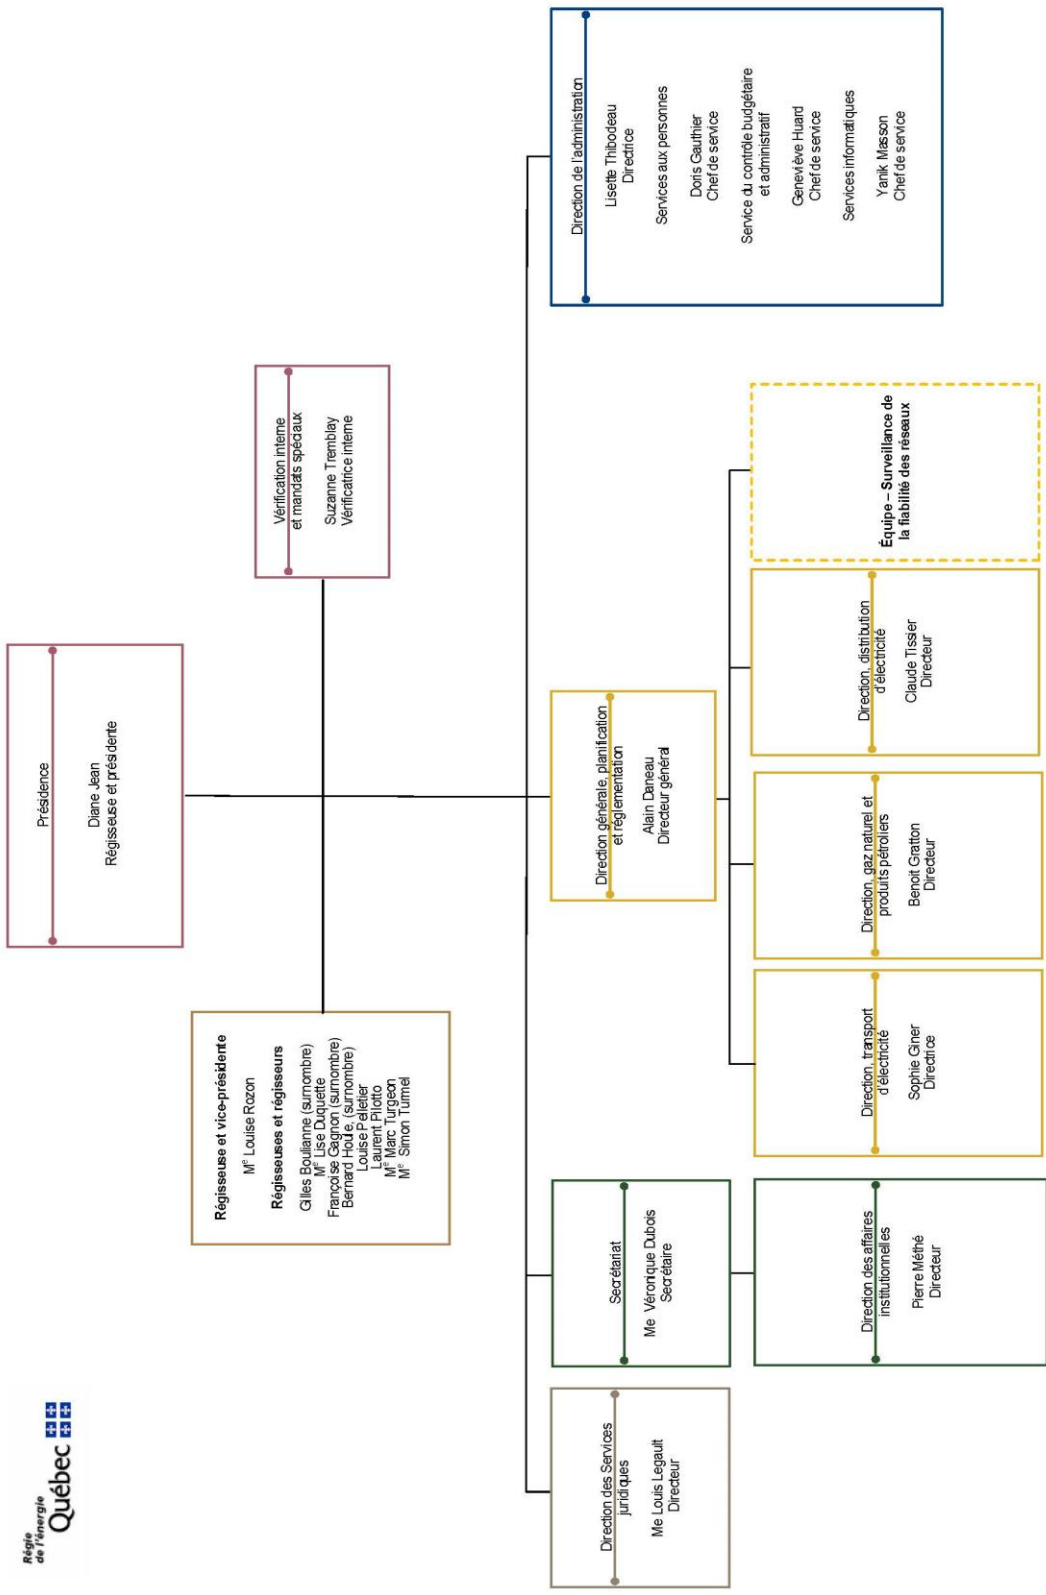 Régie
de l'énergie
Québec
Présidence
Diane Jean
Régisseuse et présidente
Régisseuse et vice-présidente
Mᵉ Louise Rozon
Régisseuses et régisseurs
Gilles Boulianne (surnombre)
Mᵉ Lise Duquette
Françoise Gagnon (surnombre)
Bernard Houle, (surnombre)
Louise Pelletier
Laurent Pilotto
Mᵉ Marc Turgeon
Mᵉ Simon Turmel
Vérification interne
et mandats spéciaux
Suzanne Tremblay
Vérificatrice interne
Direction des Services
juridiques
Me Louis Legault
Directeur
Secrétariat
Me Véronique Dubois
Secrétaire
Direction générale, planification
et réglementation
Alain Daneau
Directeur général
Direction de l'administration
Lisette Thibodeau
Directrice
Services aux personnes
Doris Gauthier
Chef de service
Service du contrôle budgétaire
et administratif
Geneviève Huard
Chef de service
Services informatiques
Yanik Masson
Chef de service
Direction des affaires
institutionnelles
Pierre Méthé
Directeur
Direction, transport
d'électricité
Sophie Giner
Directrice
Direction, gaz naturel et
produits pétroliers
Benoit Gratton
Directeur
Direction, distribution
d'électricité
Claude Tissier
Directeur
Équipe – Surveillance de
la fiabilité des réseaux